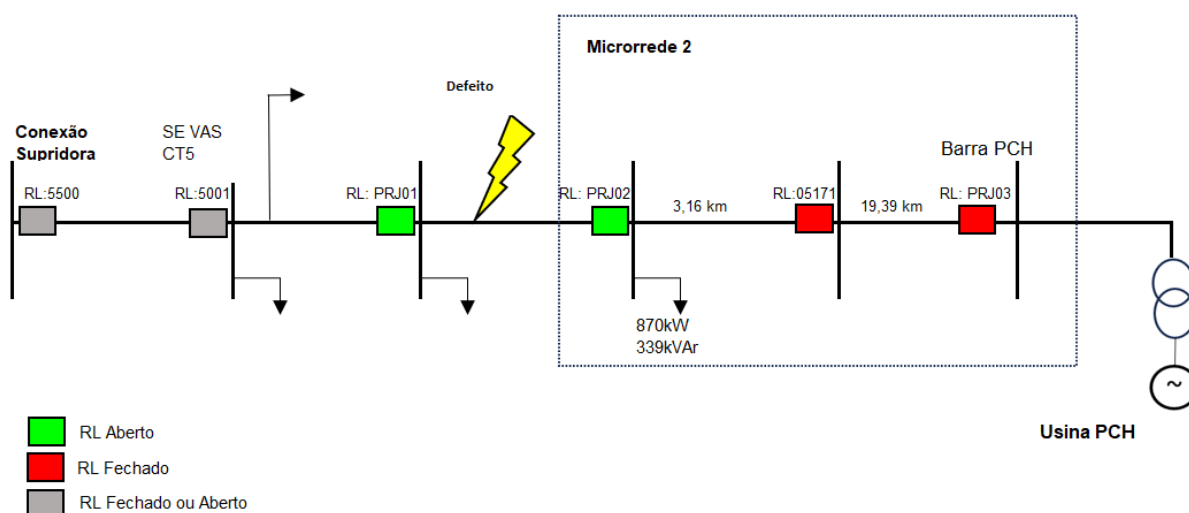 Microrrede 2
Defeito
Conexão
Supridora
SE VAS
CT5
Barra PCH
RL:5500
RL:5001
RL: PRJ01
RL: PRJ02
3,16 km
RL:05171
19,39 km
RL: PRJ03
870kW
339kVAr
~
Usina PCH
RL Aberto
RL Fechado
RL Fechado ou Aberto